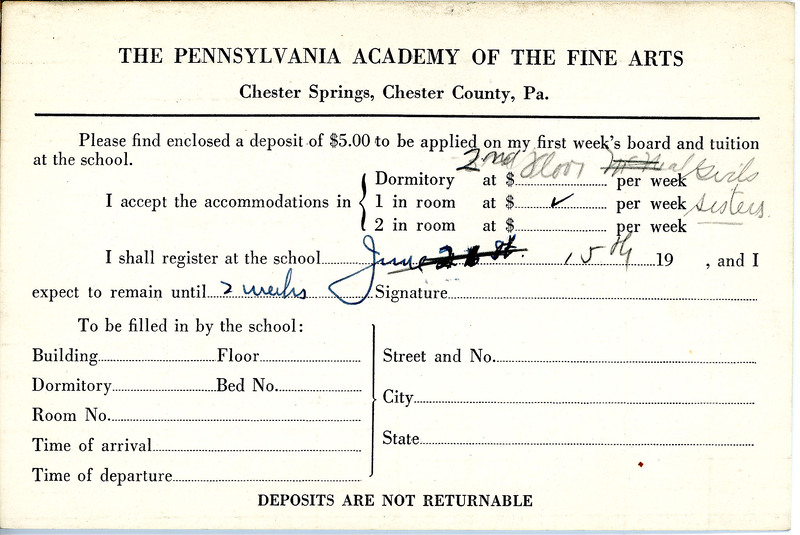 THE PENNSYLVANIA ACADEMY OF THE FINE ARTS
Chester Springs, Chester County, Pa.
Please find enclosed a deposit of $5.00 to be applied on my first week's board and tuition
at the school.
2nd floor
Dormitory at $ per week
I accept the accommodations in 1 in room at $ ✓ per week sisters
2 in room at $ per week
I shall register at the school June 15th 19 , and I
expect to remain until 2 weeks Signature
To be filled in by the school:
Building Floor
Street and No.
Dormitory Bed No.
City
Room No.
State
Time of arrival
Time of departure
DEPOSITS ARE NOT RETURNABLE